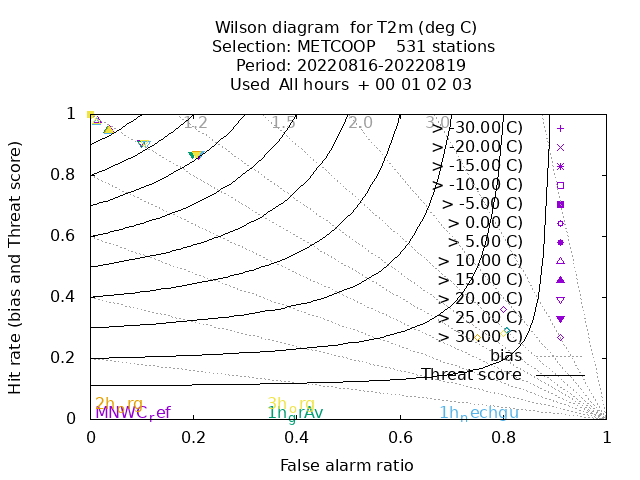 Wilson diagram for T2m (deg C)
Selection: METCOOP 531 stations
Period: 20220816-20220819
Used All hours + 00 01 02 03
Hit rate (bias and Threat score)
1
0.8
0.6
0.4
0.2
0
1.2 1.5 2.0 3.0
> -30.00 C)
> -20.00 C)
> -15.00 C)
> -10.00 C)
> -5.00 C)
> 0.00 C)
> 5.00 C)
> 10.00 C)
> 15.00 C)
> 20.00 C)
> 25.00 C)
> 30.00 C)
bias
Threat score
MNWC_ref 1h_grAv
0 0.2 0.4 0.6 0.8 1
False alarm ratio